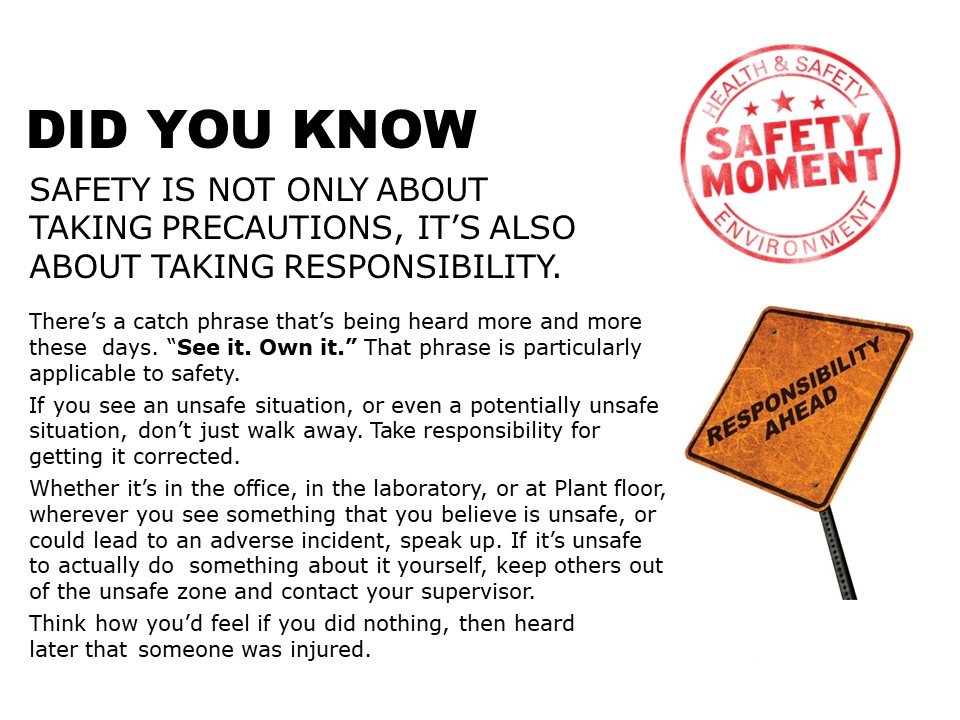 DID YOU KNOW
SAFETY IS NOT ONLY ABOUT
TAKING PRECAUTIONS, IT’S ALSO
ABOUT TAKING RESPONSIBILITY.
There’s a catch phrase that’s being heard more and more
these days. “See it. Own it.” That phrase is particularly
applicable to safety.
If you see an unsafe situation, or even a potentially unsafe
situation, don’t just walk away. Take responsibility for
getting it corrected.
Whether it’s in the office, in the laboratory, or at Plant floor,
wherever you see something that you believe is unsafe, or
could lead to an adverse incident, speak up. If it’s unsafe
to actually do something about it yourself, keep others out
of the unsafe zone and contact your supervisor.
Think how you’d feel if you did nothing, then heard
later that someone was injured.
HEALTH & SAFETY
SAFETY
MOMENT
ENVIRONMENT
RESPONSIBILITY
AHEAD